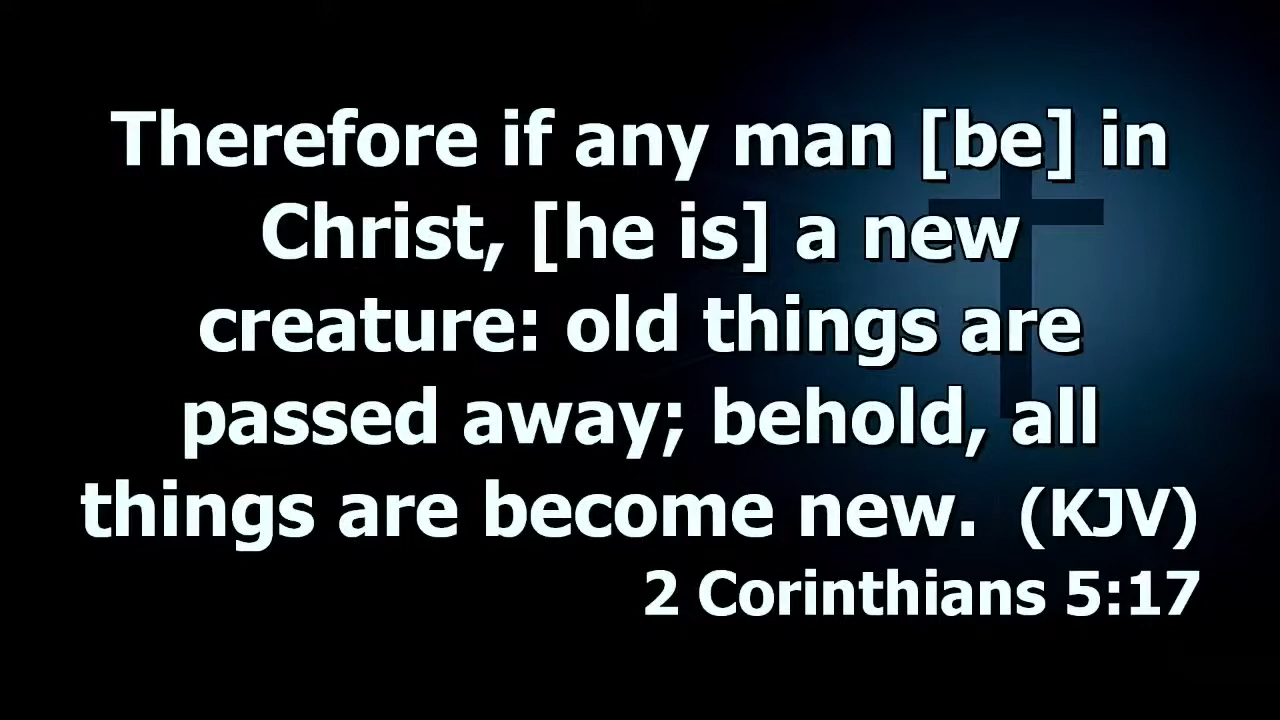 Therefore if any man [be] in
Christ, [he is] a new
creature: old things are
passed away; behold, all
things are become new.  (KJV)
2 Corinthians 5:17